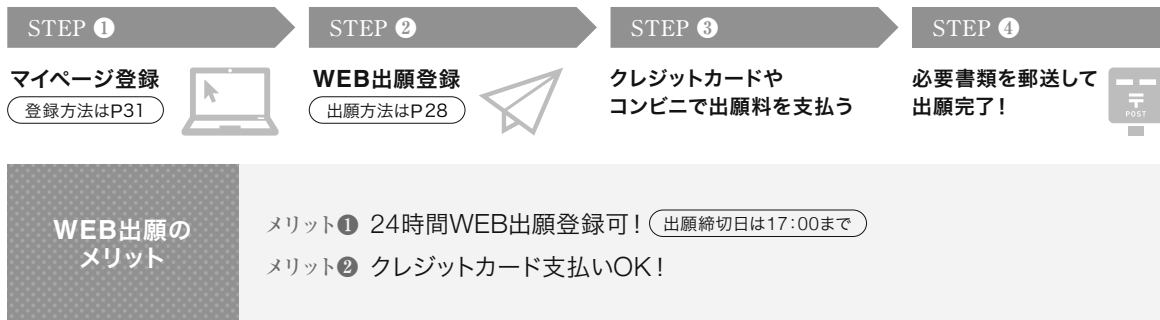 STEP ❶
マイページ登録
登録方法はP31
STEP ❷
WEB出願登録
出願方法はP28
STEP ❸
クレジットカードや
コンビニで出願料を支払う
STEP ❹
必要書類を郵送して
出願完了!
〒
POST
WEB出願の
メリット
メリット❶ 24時間WEB出願登録可! 出願締切日は17:00まで
メリット❷ クレジットカード支払いOK!